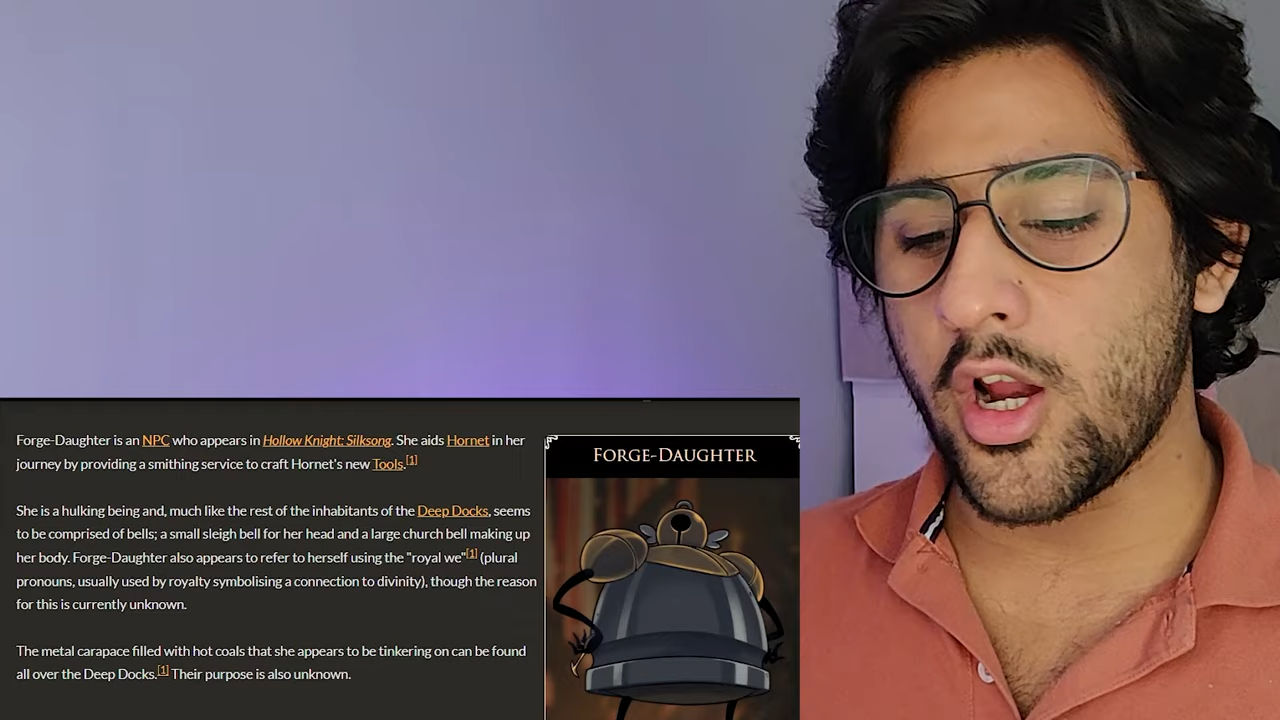 Forge-Daughter is an NPC who appears in Hollow Knight: Silksong. She aids Hornet in her
journey by providing a smithing service to craft Hornet's new Tools.[1]
She is a hulking being and, much like the rest of the inhabitants of the Deep Docks, seems
to be comprised of bells; a small sleigh bell for her head and a large church bell making up
her body. Forge-Daughter also appears to refer to herself using the "royal we"[1] (plural
pronouns, usually used by royalty symbolising a connection to divinity), though the reason
for this is currently unknown.
The metal carapace filled with hot coals that she appears to be tinkering on can be found
all over the Deep Docks.[1] Their purpose is also unknown.
FORGE-DAUGHTER